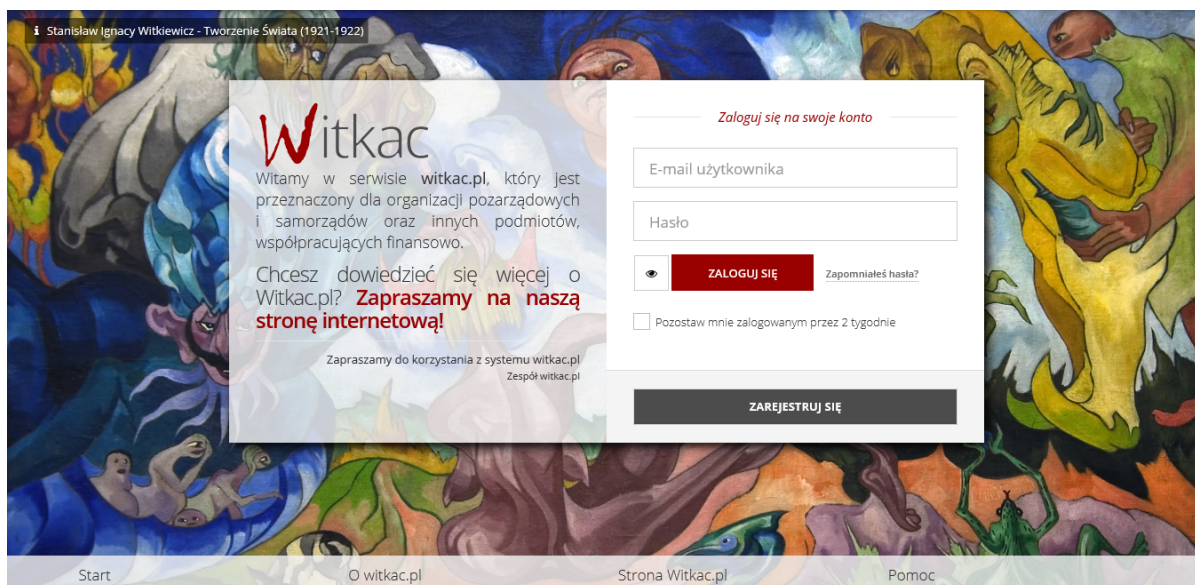 Stanisław Ignacy Witkiewicz - Tworzenie Świata (1921-1922)
Witkac
Witamy w serwisie witkac.pl, który jest
przeznaczony dla organizacji pozarządowych
i samorządów oraz innych podmiotów,
współpracujących finansowo.
Chcesz dowiedzieć się więcej o
Witkac.pl? Zapraszamy na naszą
stronę internetową!
Zapraszamy do korzystania z systemu witkac.pl
Zespół witkac.pl
Zaloguj się na swoje konto
E-mail użytkownika
Hasło
ZALOGUJ SIĘ Zapomniałeś hasła?
Pozostaw mnie zalogowanym przez 2 tygodnie
ZAREJESTRUJ SIĘ
Start O witkac.pl Strona Witkac.pl Pomoc